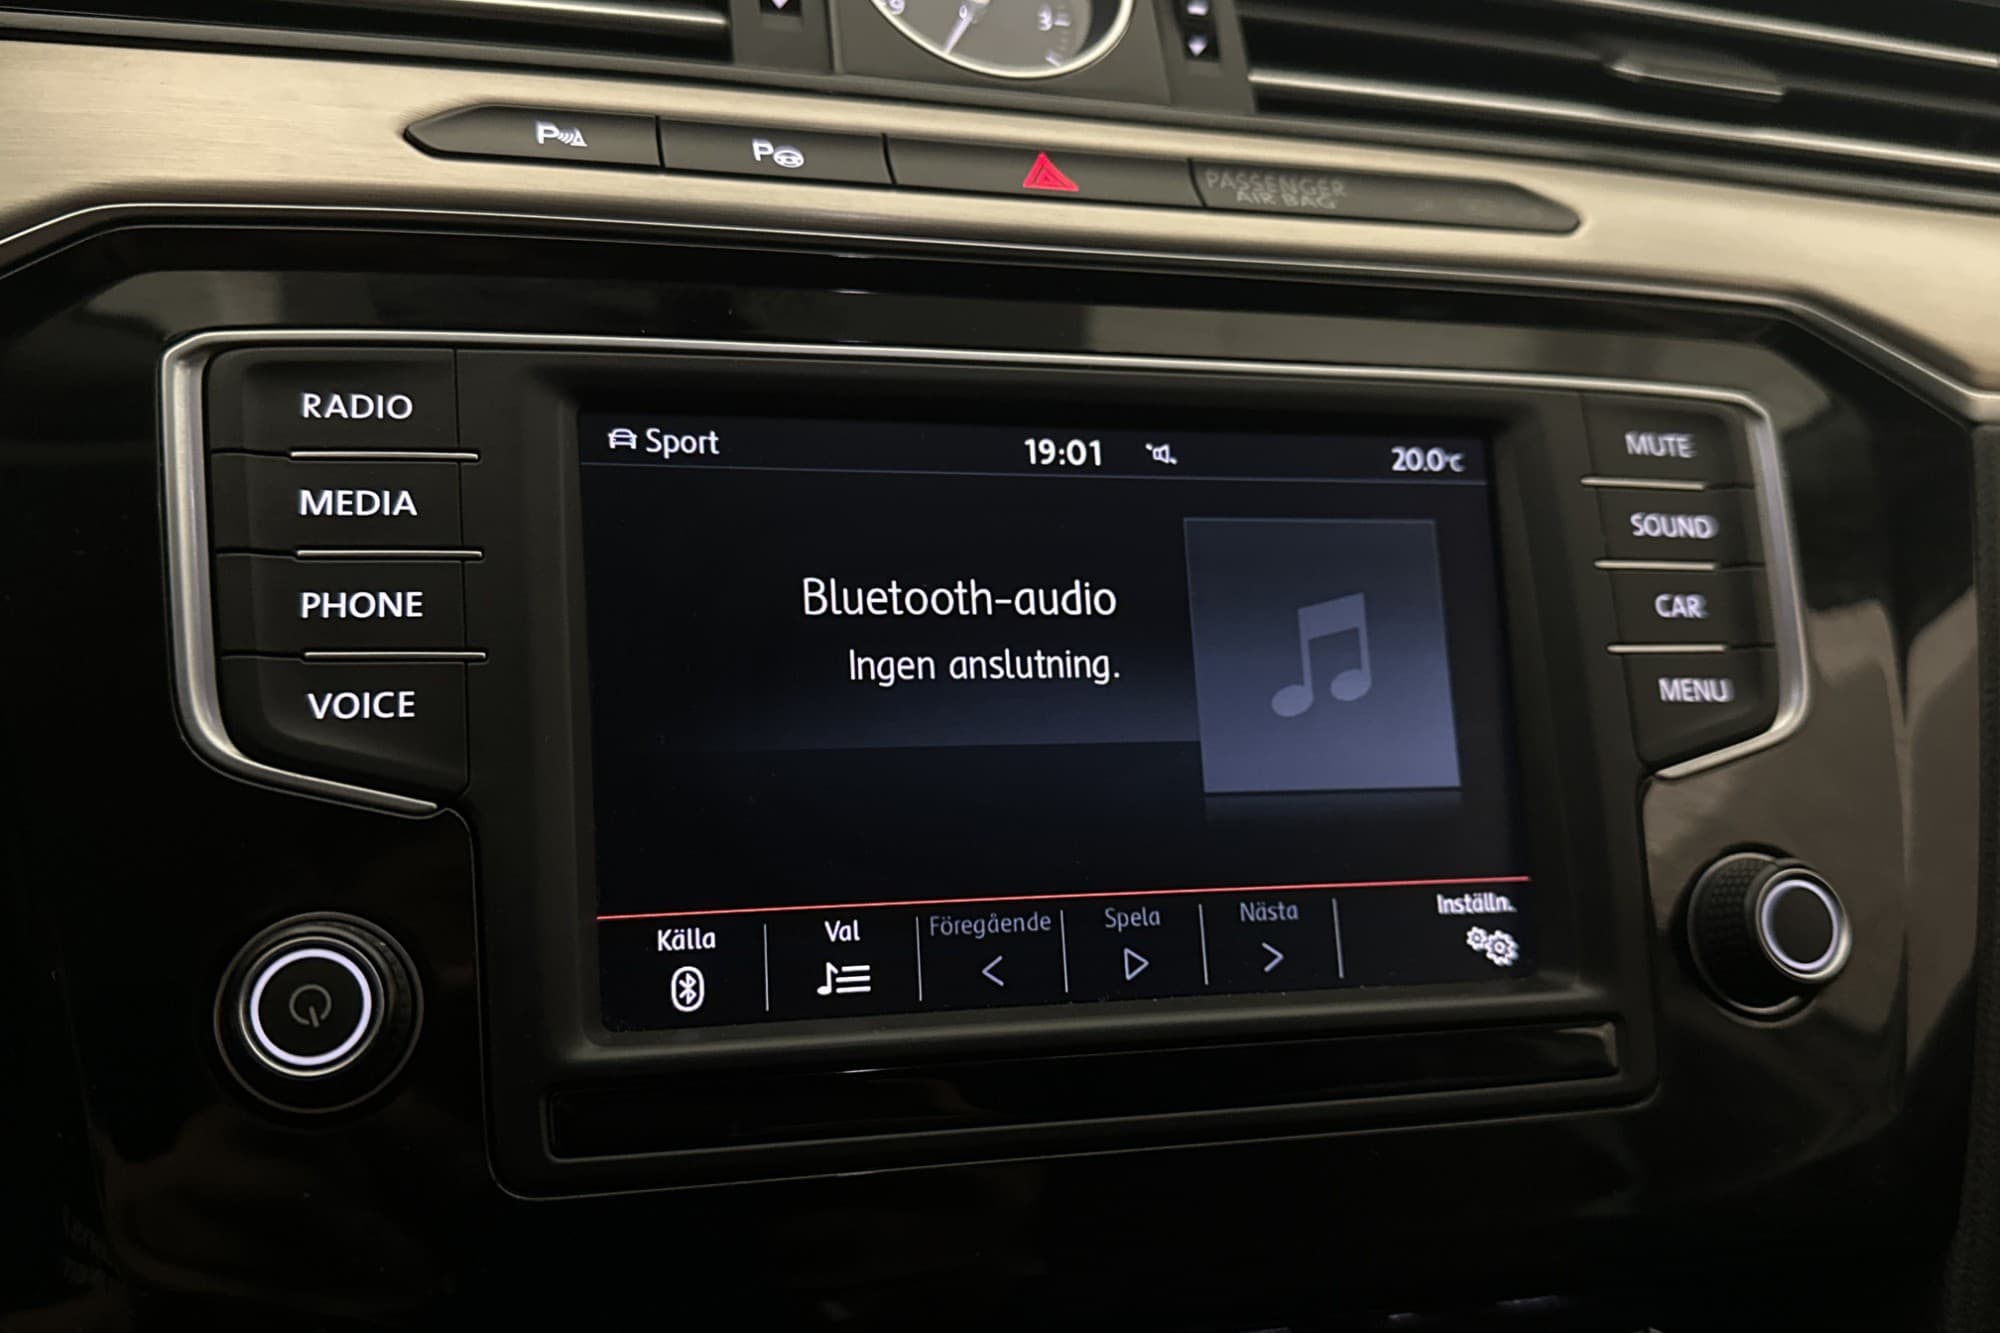 P
P
PASSENGER
AIR BAG
RADIO
MEDIA
PHONE
VOICE
Sport
19:01
20.0°C
Bluetooth-audio
Ingen anslutning.
Källa
Val
Föregående
Spela
Nästa
Inställn.
MUTE
SOUND
CAR
MENU